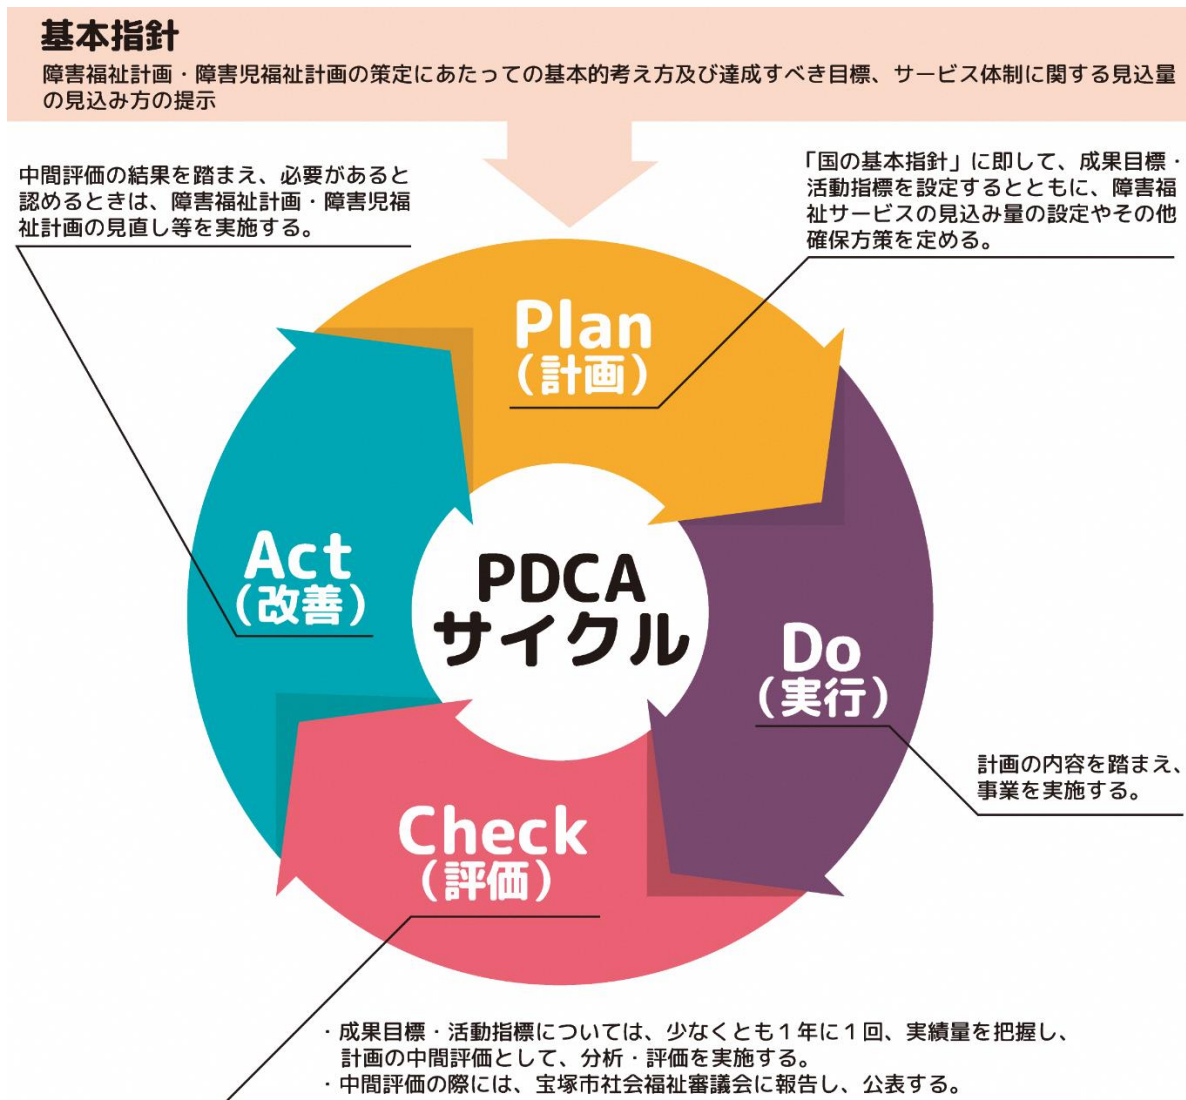 基本指針
障害福祉計画・障害児福祉計画の策定にあたっての基本的考え方及び達成すべき目標、サービス体制に関する見込量
の見込み方の提示
中間評価の結果を踏まえ、必要があると
認めるときは、障害福祉計画・障害児福
祉計画の見直し等を実施する。
「国の基本指針」に即して、成果目標・
活動指標を設定するとともに、障害福
祉サービスの見込み量の設定やその他
確保方策を定める。
Plan
（計画）
Act
（改善）
PDCA
サイクル
Do
（実行）
計画の内容を踏まえ、
事業を実施する。
Check
（評価）
・成果目標・活動指標については、少なくとも１年に１回、実績量を把握し、
計画の中間評価として、分析・評価を実施する。
・中間評価の際には、宝塚市社会福祉審議会に報告し、公表する。